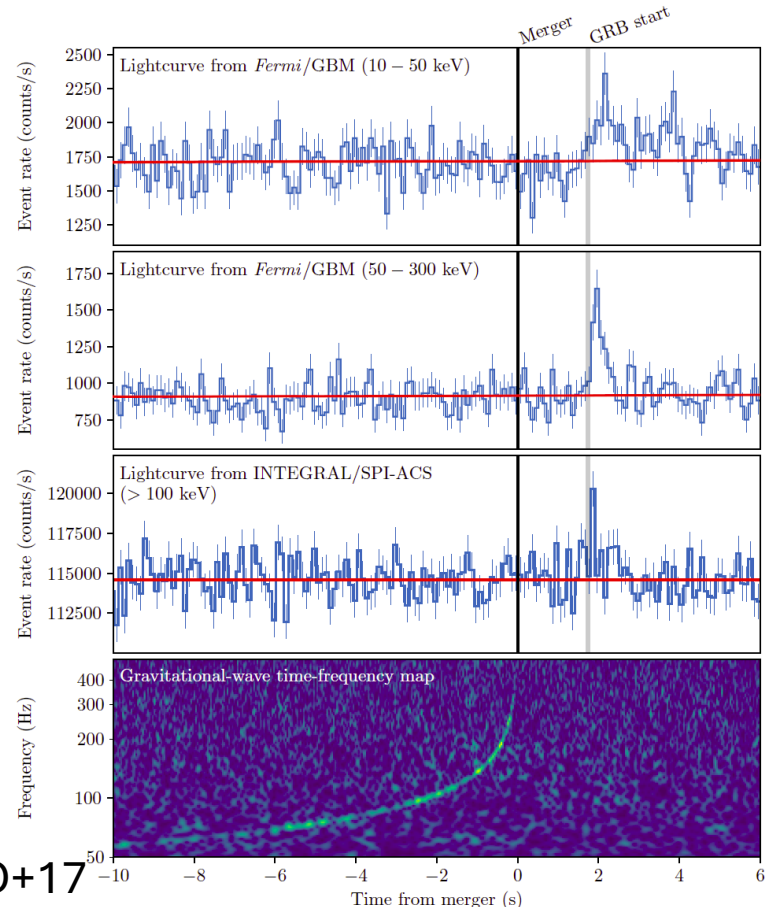 Merger GRB start
Lightcurve from Fermi/GBM (10 − 50 keV)
Event rate (counts/s)
2500
2250
2000
1750
1500
1250
Lightcurve from Fermi/GBM (50 − 300 keV)
Event rate (counts/s)
1750
1500
1250
1000
750
Lightcurve from INTEGRAL/SPI-ACS
(> 100 keV)
Event rate (counts/s)
120000
117500
115000
112500
Gravitational-wave time-frequency map
Frequency (Hz)
400
300
200
100
50
+17
−10 −8 −6 −4 −2 0 2 4 6
Time from merger (s)